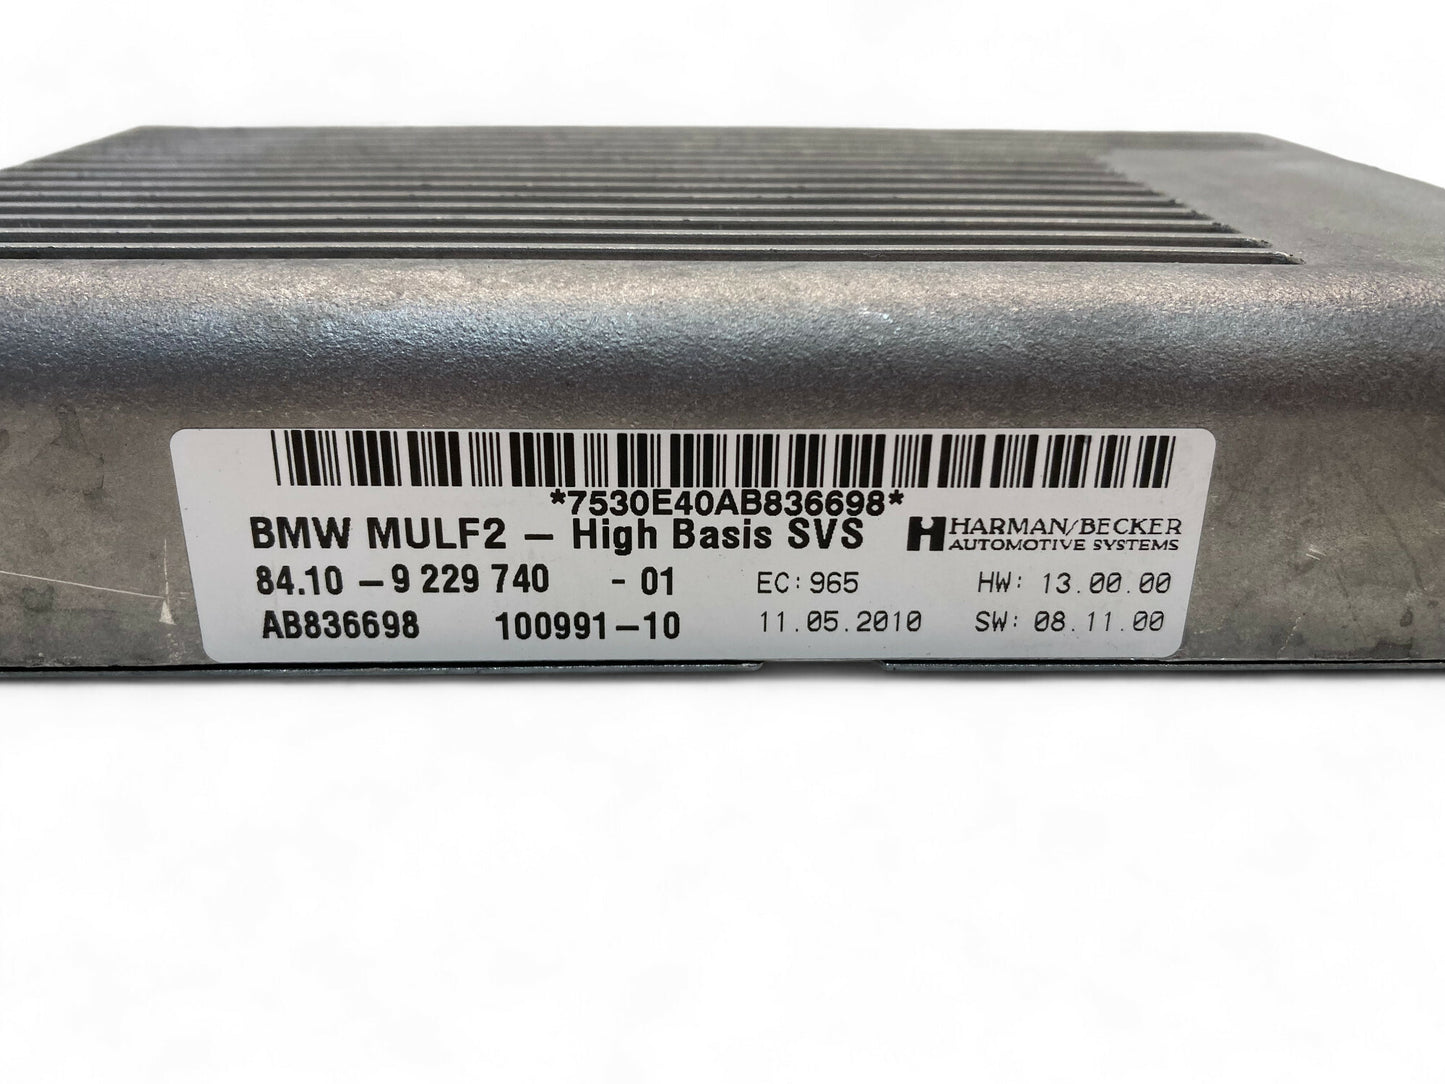 *7530E40AB836698*
BMW MULF2 – High Basis SVS
HARMAN/BECKER
AUTOMOTIVE SYSTEMS
84.10 – 9 229 740 - 01 EC: 965 HW: 13.00.00
AB836698 100991–10 11.05.2010 SW: 08.11.00